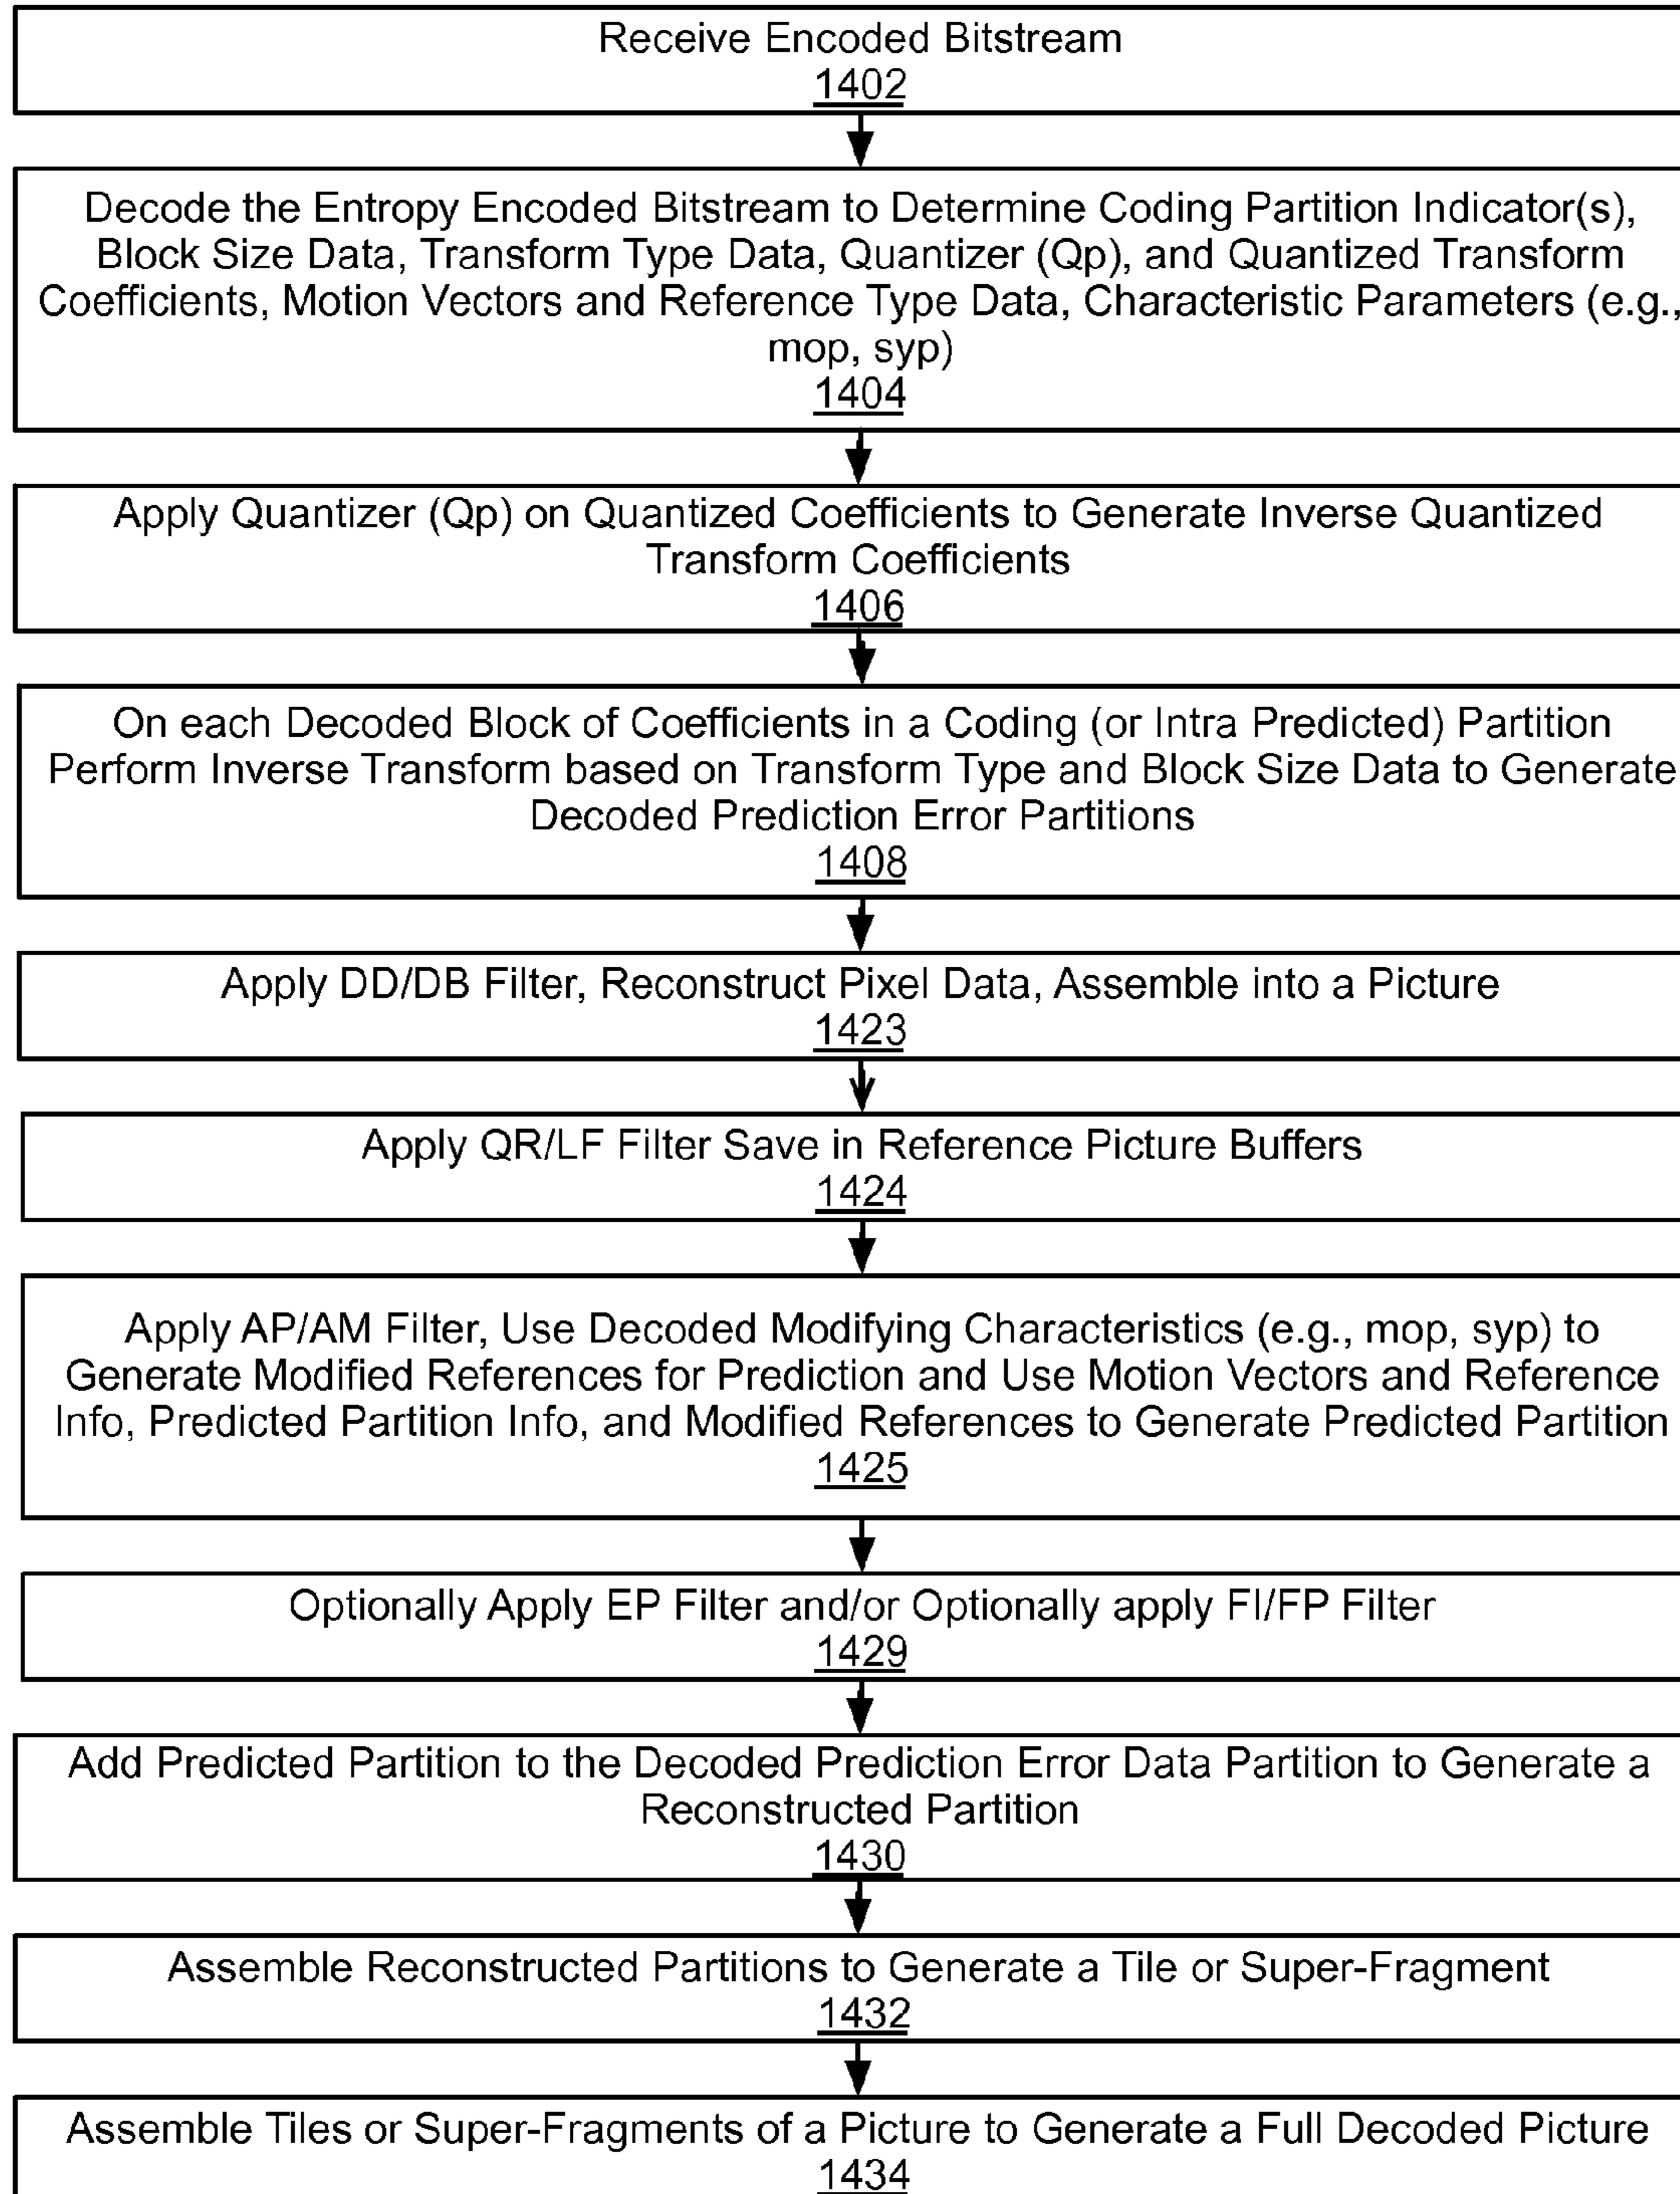 Receive Encoded Bitstream
1402
Decode the Entropy Encoded Bitstream to Determine Coding Partition Indicator(s),
Block Size Data, Transform Type Data, Quantizer (Qp), and Quantized Transform
Coefficients, Motion Vectors and Reference Type Data, Characteristic Parameters (e.g.,
mop, syp)
1404
Apply Quantizer (Qp) on Quantized Coefficients to Generate Inverse Quantized
Transform Coefficients
1406
On each Decoded Block of Coefficients in a Coding (or Intra Predicted) Partition
Perform Inverse Transform based on Transform Type and Block Size Data to Generate
Decoded Prediction Error Partitions
1408
Apply DD/DB Filter, Reconstruct Pixel Data, Assemble into a Picture
1423
Apply QR/LF Filter Save in Reference Picture Buffers
1424
Apply AP/AM Filter, Use Decoded Modifying Characteristics (e.g., mop, syp) to
Generate Modified References for Prediction and Use Motion Vectors and Reference
Info, Predicted Partition Info, and Modified References to Generate Predicted Partition
1425
Optionally Apply EP Filter and/or Optionally apply FI/FP Filter
1429
Add Predicted Partition to the Decoded Prediction Error Data Partition to Generate a
Reconstructed Partition
1430
Assemble Reconstructed Partitions to Generate a Tile or Super-Fragment
1432
Assemble Tiles or Super-Fragments of a Picture to Generate a Full Decoded Picture
1434